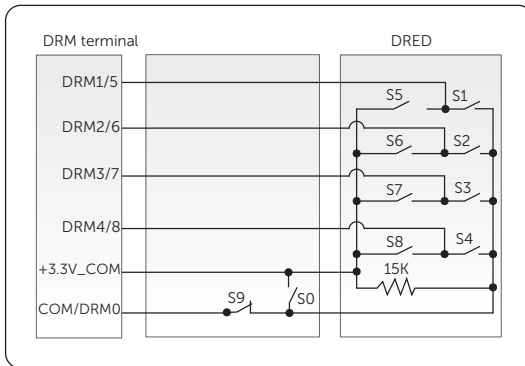 DRM terminal
DRED
DRM1/5
S5
S1
DRM2/6
S6
S2
DRM3/7
S7
S3
DRM4/8
S8
S4
+3.3V_COM
15K
S9
S0
COM/DRM0